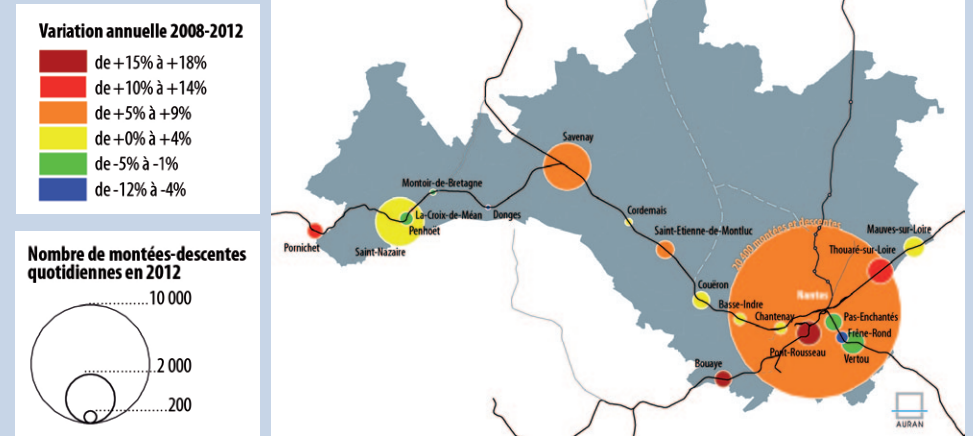 Variation annuelle 2008-2012
de +15% à +18%
de +10% à +14%
de +5% à +9%
de +0% à +4%
de -5% à -1%
de -12% à -4%
Nombre de montées-descentes
quotidiennes en 2012
10 000
2 000
200
Savenay
Montoir-de-Bretagne
La-Croix-de-Méan
Donges
Penhoët
Pornichet
Saint-Nazaire
Cordemais
Saint-Etienne-de-Montluc
montées et descentes
Mauves-sur-Loire
Thouaré-sur-Loire
Couëron
Nantes
Basse-Indre
Chantenay
Pas-Enchantés
Frêne-Rond
Pont-Rousseau
Vertou
Bouaye
AURAN